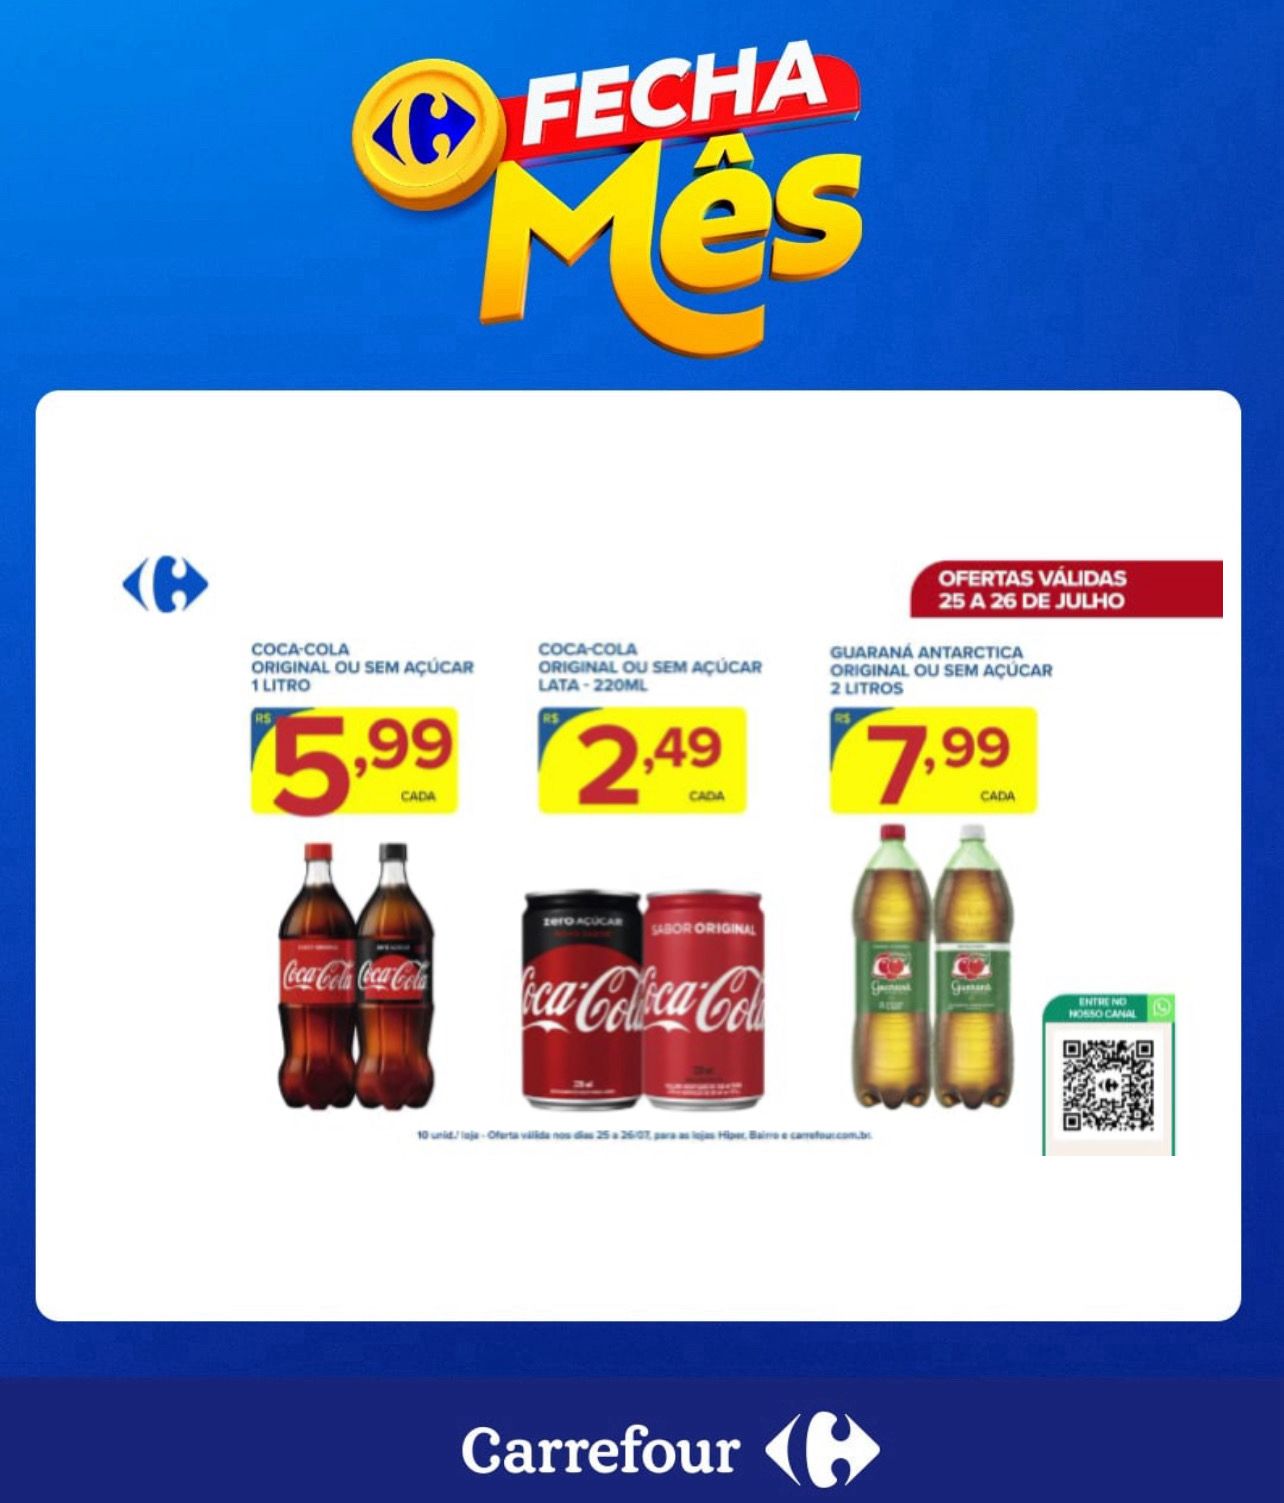 FECHA
Mês
OFERTAS VÁLIDAS
25 A 26 DE JULHO
COCA-COLA
ORIGINAL OU SEM AÇÚCAR
1 LITRO
R$ 5,99
CADA
COCA-COLA
ORIGINAL OU SEM AÇÚCAR
LATA - 220ML
R$ 2,49
CADA
GUARANÁ ANTARCTICA
ORIGINAL OU SEM AÇÚCAR
2 LITROS
R$ 7,99
CADA
Coca-Cola
Coca-Cola
zero AÇÚCAR
Coca-Cola
SABOR ORIGINAL
Coca-Cola
Guaraná
Guaraná
ENTRE NO
NOSSO CANAL
10 unid./ loja - Oferta válida nos dias 25 a 26/07, para as lojas Hiper, Bairro e carrefour.com.br.
Carrefour